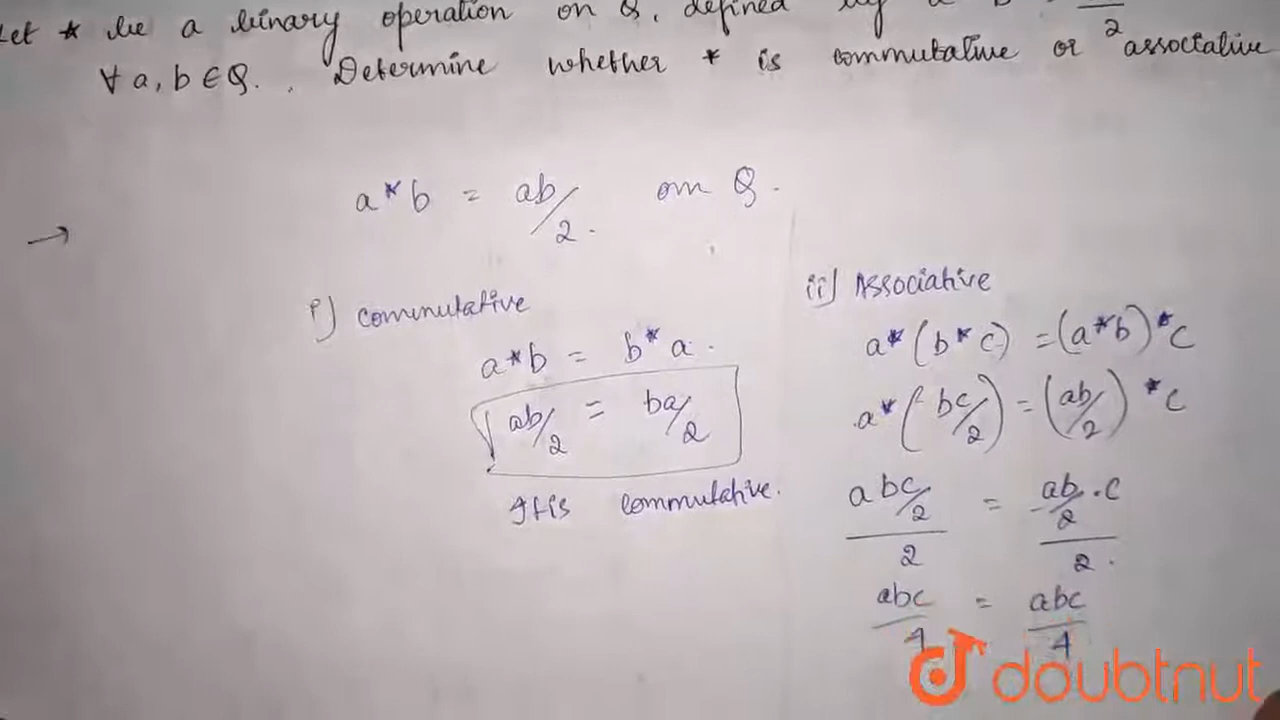 Let * be a binary operation on Q, defined by a b
2
∀ a, b ∈ Q. Determine whether * is commutative or associative
a*b = ab/2. on Q.
i) commutative
a*b = b*a.
ab/2 = ba/2
It is commutative.
ii) Associative
a*(b*c) = (a*b)*c
a*(bc/2) = (ab/2)*c
abc/2 = ab/2 .c
2 2.
abc = abc
4 4
doubtnut